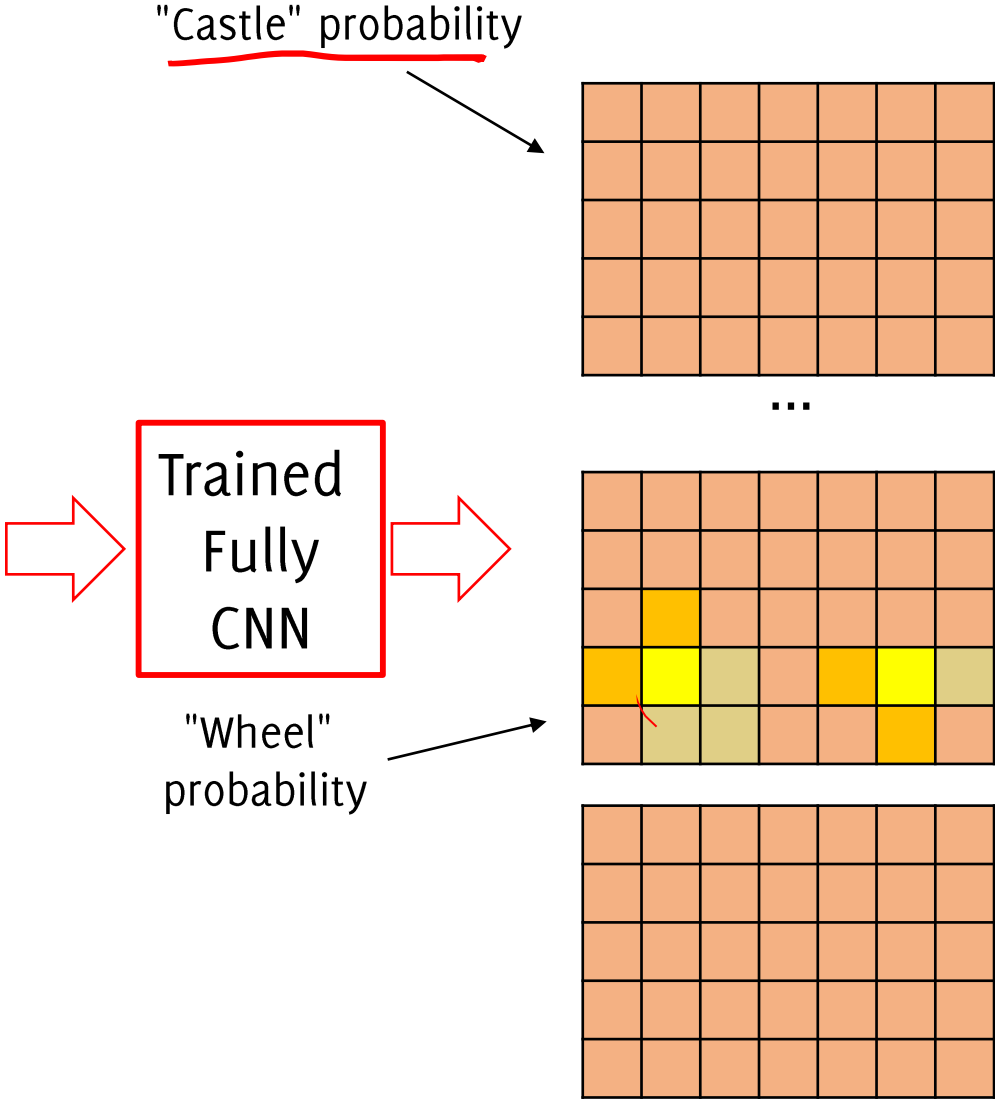 "Castle" probability
...
Trained
Fully
CNN
"Wheel"
probability